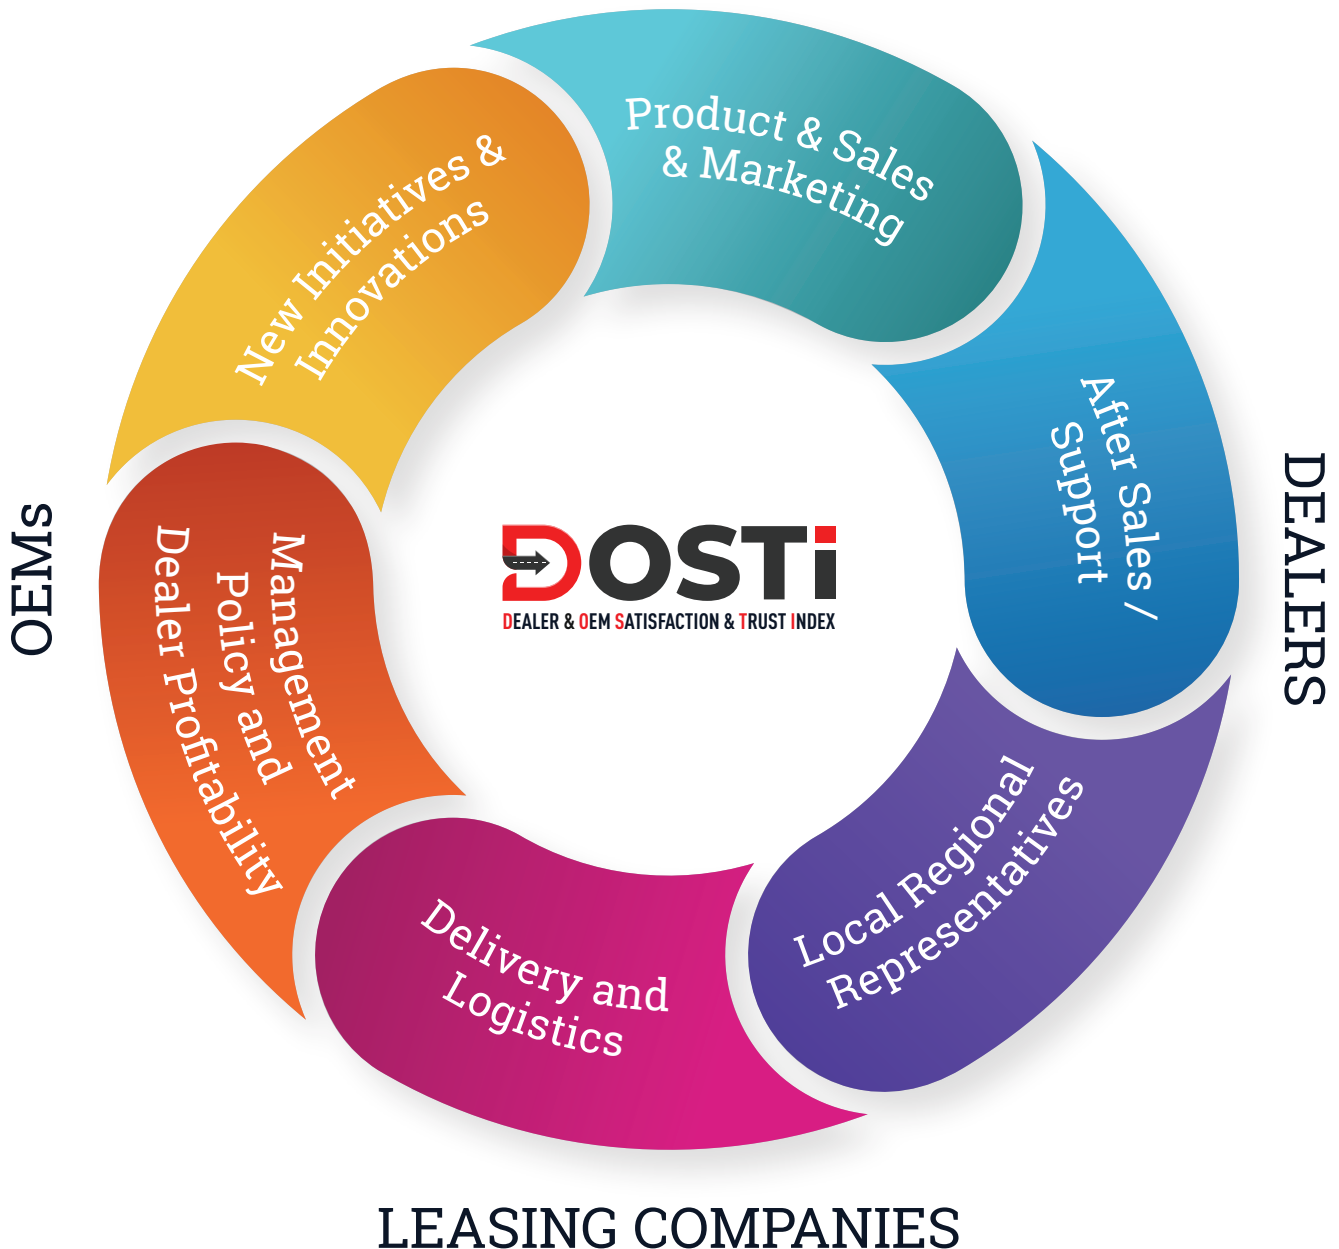 Product & Sales
& Marketing
After Sales /
Support
Local Regional
Representatives
Delivery and
Logistics
Management
Policy and
Dealer Profitability
New Initiatives &
Innovations
DOSTi
DEALER & OEM SATISFACTION & TRUST INDEX
OEMs
DEALERS
LEASING COMPANIES